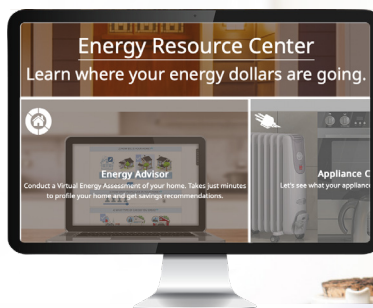 Energy Resource Center
Learn where your energy dollars are going.
Energy Advisor
Conduct a Virtual Energy Assessment of your home. Takes just minutes
to profile your home and get savings recommendations.
Appliance C
Let's see what your applianc